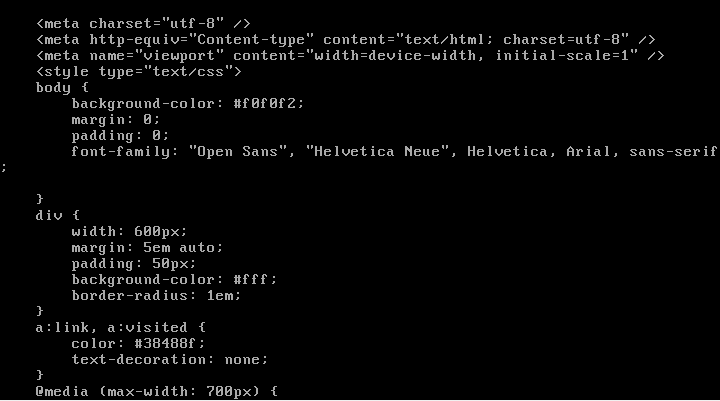 <meta charset="utf-8" />
    <meta http-equiv="Content-type" content="text/html; charset=utf-8" />
    <meta name="viewport" content="width=device-width, initial-scale=1" />
    <style type="text/css">
    body {
        background-color: #f0f0f2;
        margin: 0;
        padding: 0;
        font-family: "Open Sans", "Helvetica Neue", Helvetica, Arial, sans-serif
;

    }
    div {
        width: 600px;
        margin: 5em auto;
        padding: 50px;
        background-color: #fff;
        border-radius: 1em;
    }
    a:link, a:visited {
        color: #38488f;
        text-decoration: none;
    }
    @media (max-width: 700px) {